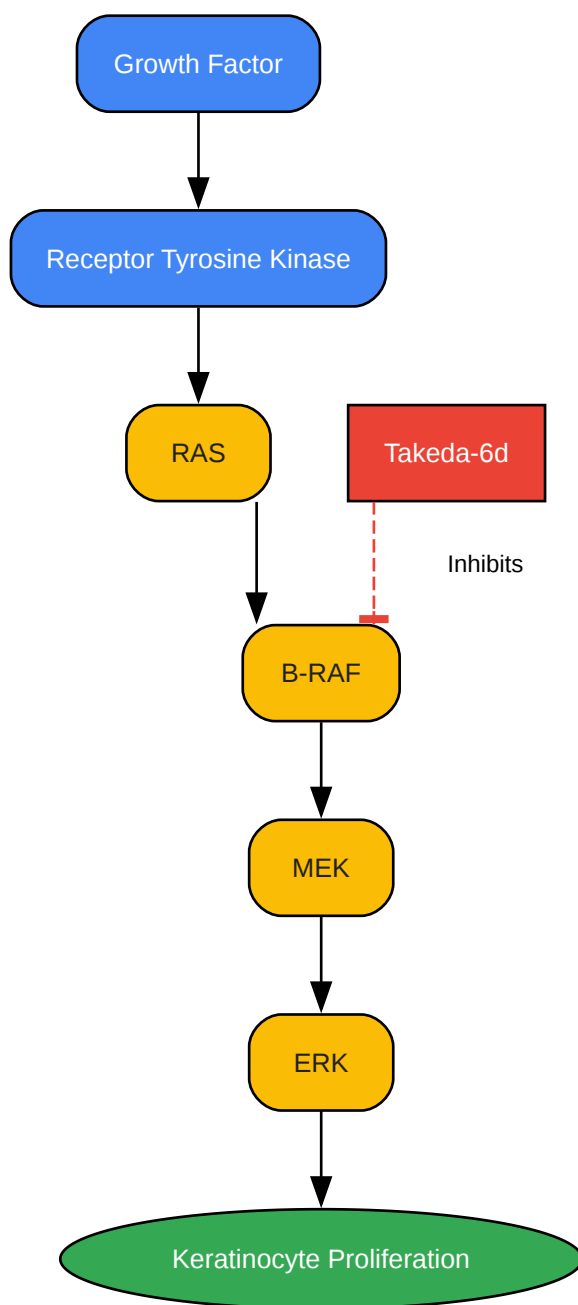 Growth Factor
Receptor Tyrosine Kinase
RAS
Takeda-6d
Inhibits
B-RAF
MEK
ERK
Keratinocyte Proliferation